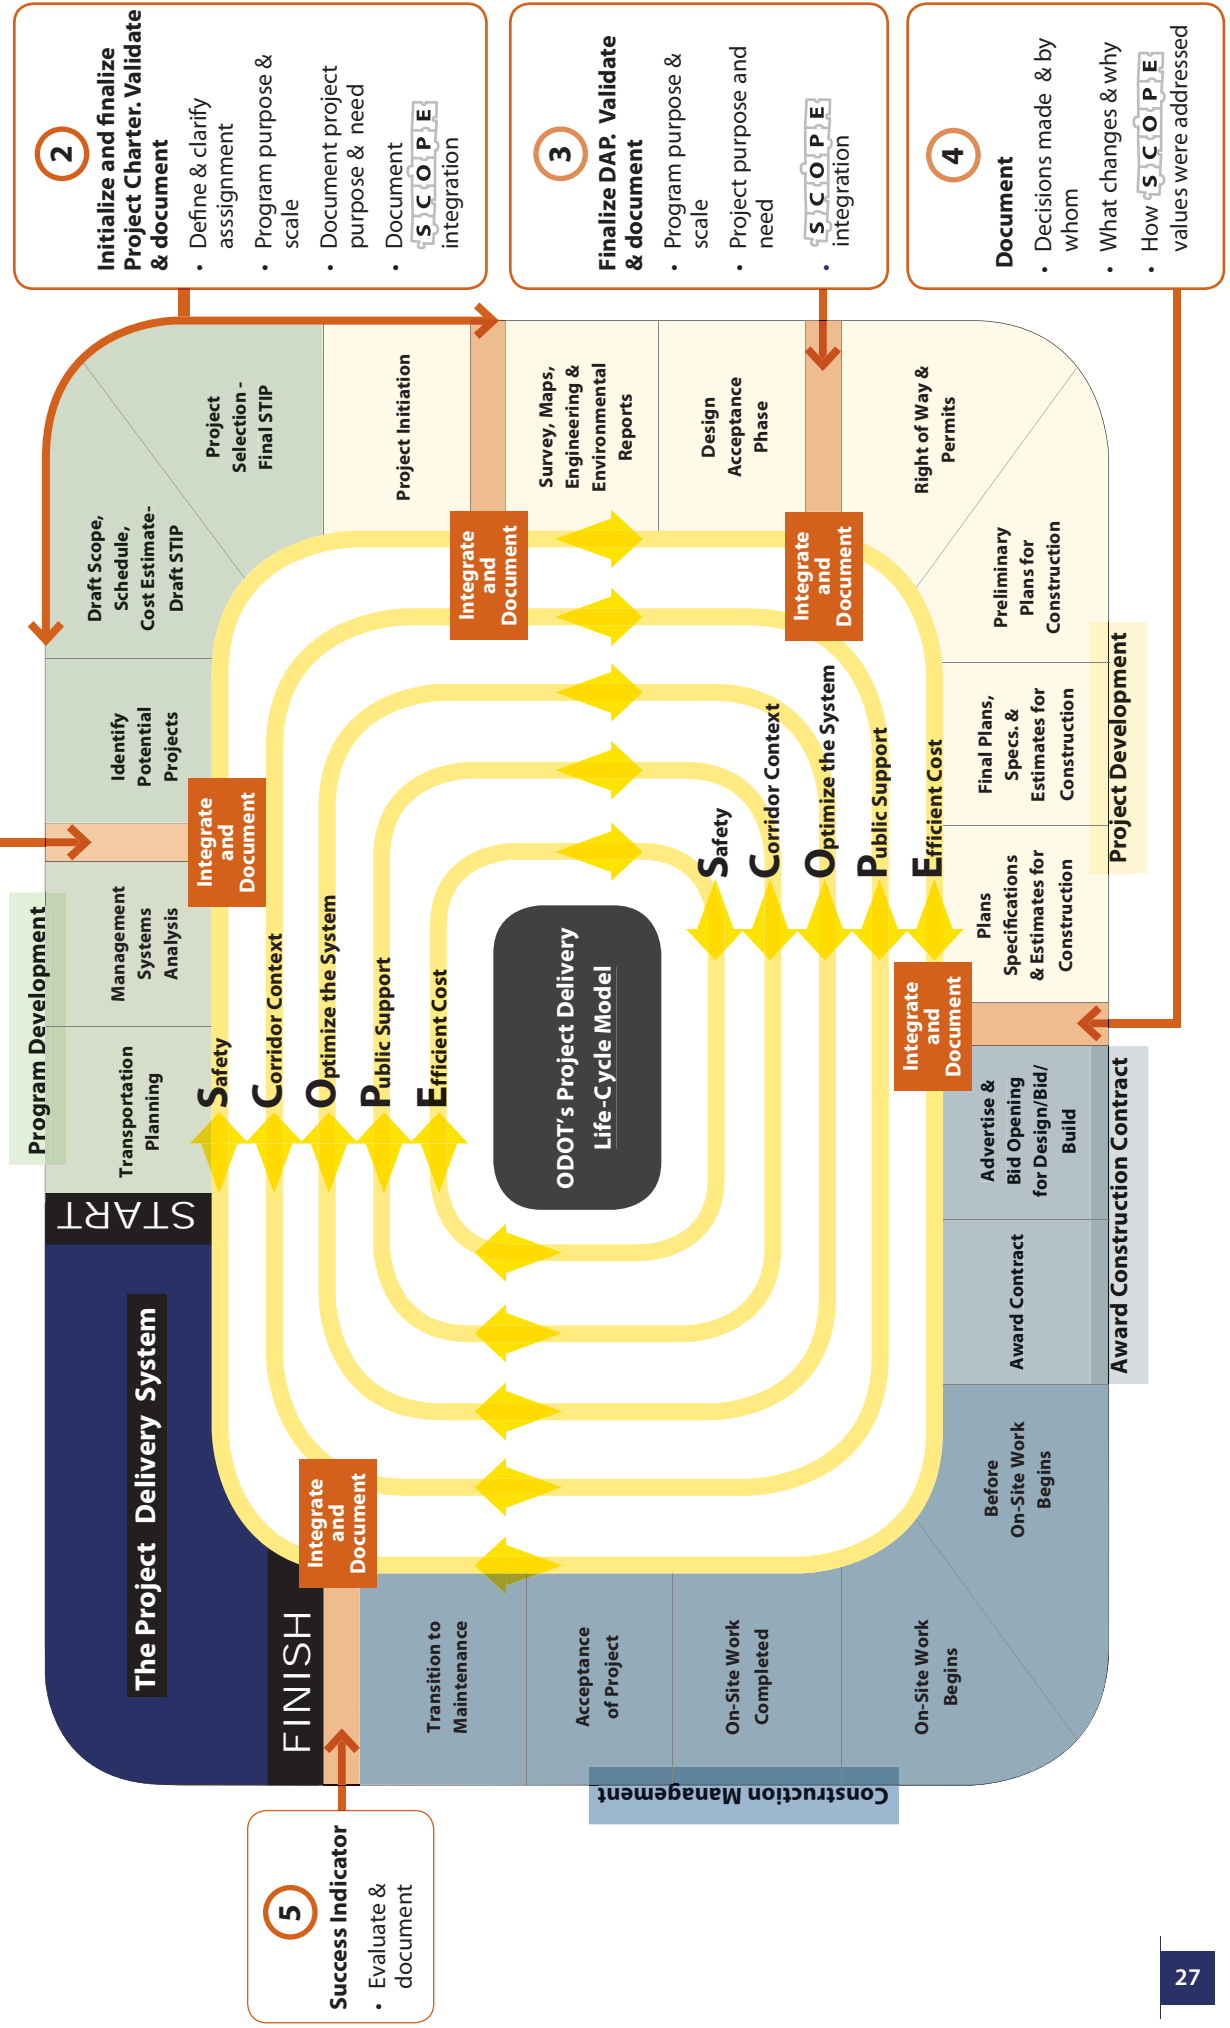 2
Initialize and finalize
Project Charter. Validate
& document
• Define & clarify
asssignment
• Program purpose &
scale
• Document project
purpose & need
• Document
S C O P E
integration
3
Finalize DAP. Validate
& document
• Program purpose &
scale
• Project purpose and
need
• S C O P E
integration
4
Document
• Decisions made & by
whom
• What changes & why
• How S C O P E
values were addressed
5
Success Indicator
• Evaluate &
document
The Project Delivery System
START
Program Development
Transportation
Planning
Management
Systems
Analysis
Integrate
and
Document
Identify
Potential
Projects
Draft Scope,
Schedule,
Cost Estimate-
Draft STIP
Project
Selection -
Final STIP
Project Initiation
Integrate
and
Document
Survey, Maps,
Engineering &
Environmental
Reports
Design
Acceptance
Phase
Integrate
and
Document
Right of Way &
Permits
Preliminary
Plans for
Construction
Final Plans,
Specs. &
Estimates for
Construction
Plans
Specifications
& Estimates for
Construction
Project Development
Integrate
and
Document
Advertise &
Bid Opening
for Design/Bid/
Build
Award Contract
Award Construction Contract
Before
On-Site Work
Begins
On-Site Work
Begins
On-Site Work
Completed
Acceptance
of Project
Transition to
Maintenance
Construction Management
Integrate
and
Document
FINISH
Safety
Corridor Context
Optimize the System
Public Support
Efficient Cost
ODOT's Project Delivery
Life-Cycle Model
Safety
Corridor Context
Optimize the System
Public Support
Efficient Cost
27